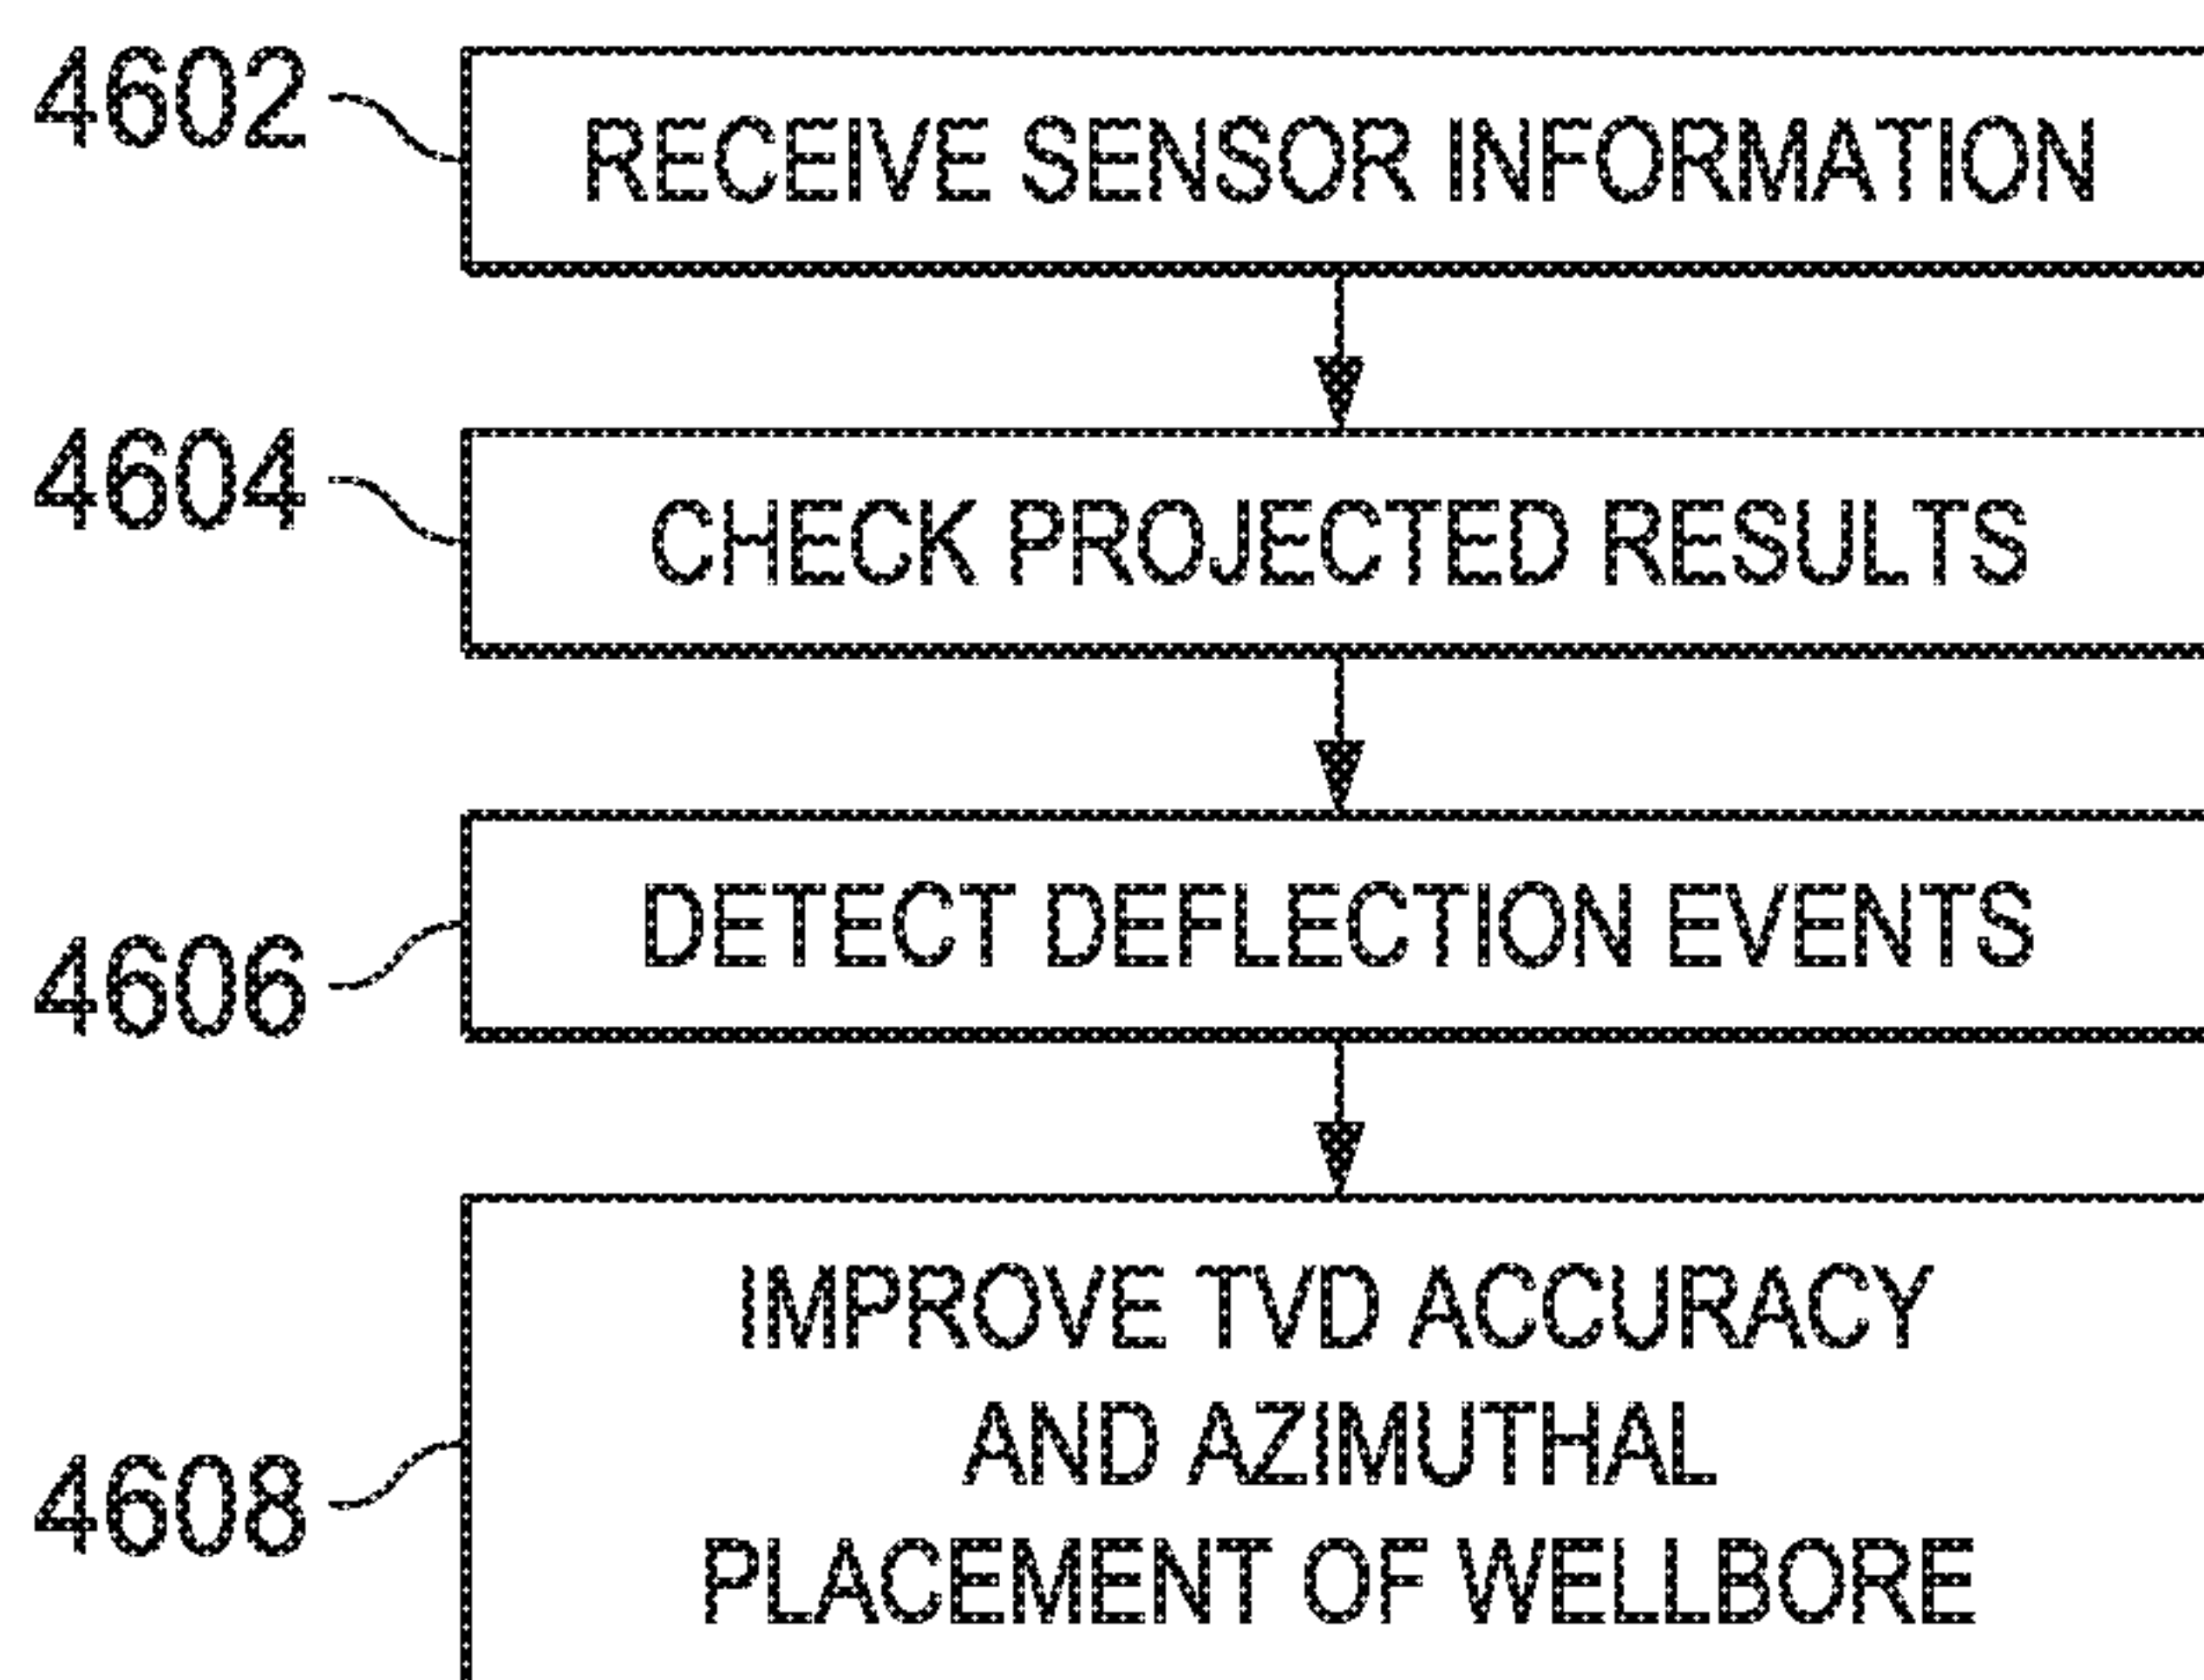 4602
RECEIVE SENSOR INFORMATION
4604
CHECK PROJECTED RESULTS
4606
DETECT DEFLECTION EVENTS
4608
IMPROVE TVD ACCURACY
AND AZIMUTHAL
PLACEMENT OF WELLBORE